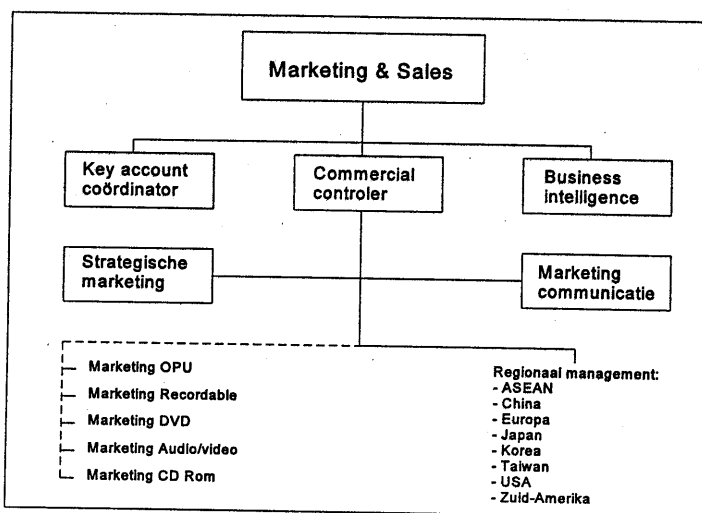 Marketing & Sales
Key account
coördinator
Commercial
controler
Business
intelligence
Strategische
marketing
Marketing
communicatie
Marketing OPU
Marketing Recordable
Marketing DVD
Marketing Audio/video
Marketing CD Rom
Regionaal management:
- ASEAN
- China
- Europa
- Japan
- Korea
- Taiwan
- USA
- Zuid-Amerika